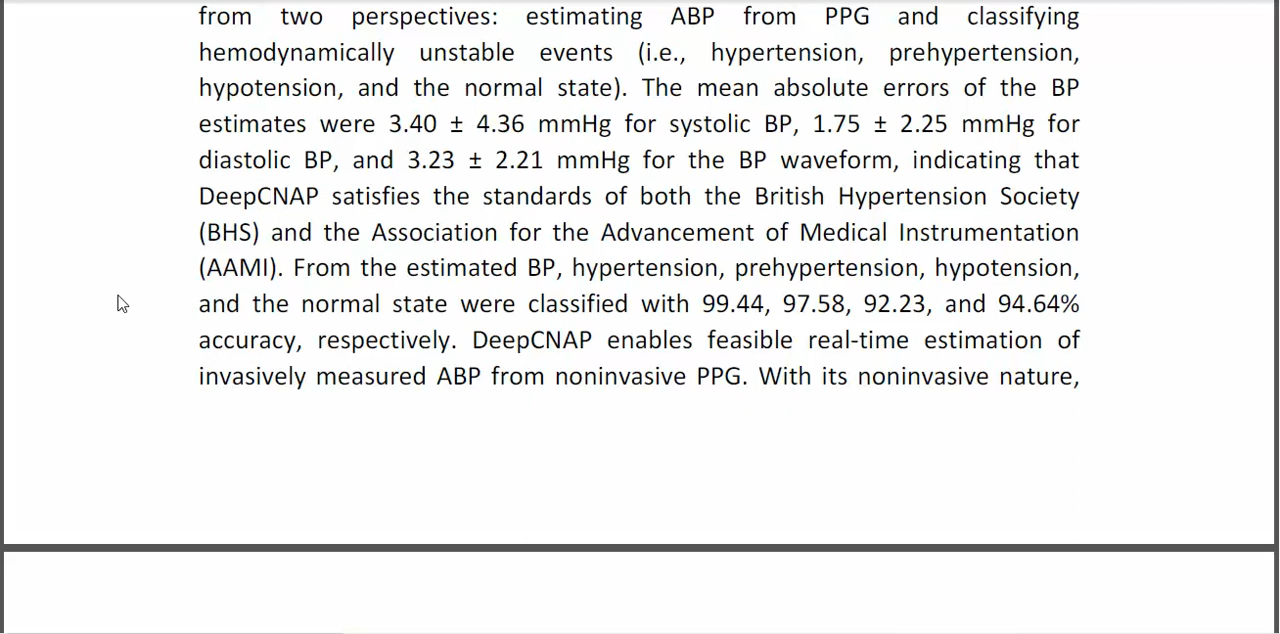 from two perspectives: estimating ABP from PPG and classifying
hemodynamically unstable events (i.e., hypertension, prehypertension,
hypotension, and the normal state). The mean absolute errors of the BP
estimates were 3.40 ± 4.36 mmHg for systolic BP, 1.75 ± 2.25 mmHg for
diastolic BP, and 3.23 ± 2.21 mmHg for the BP waveform, indicating that
DeepCNAP satisfies the standards of both the British Hypertension Society
(BHS) and the Association for the Advancement of Medical Instrumentation
(AAMI). From the estimated BP, hypertension, prehypertension, hypotension,
and the normal state were classified with 99.44, 97.58, 92.23, and 94.64%
accuracy, respectively. DeepCNAP enables feasible real-time estimation of
invasively measured ABP from noninvasive PPG. With its noninvasive nature,